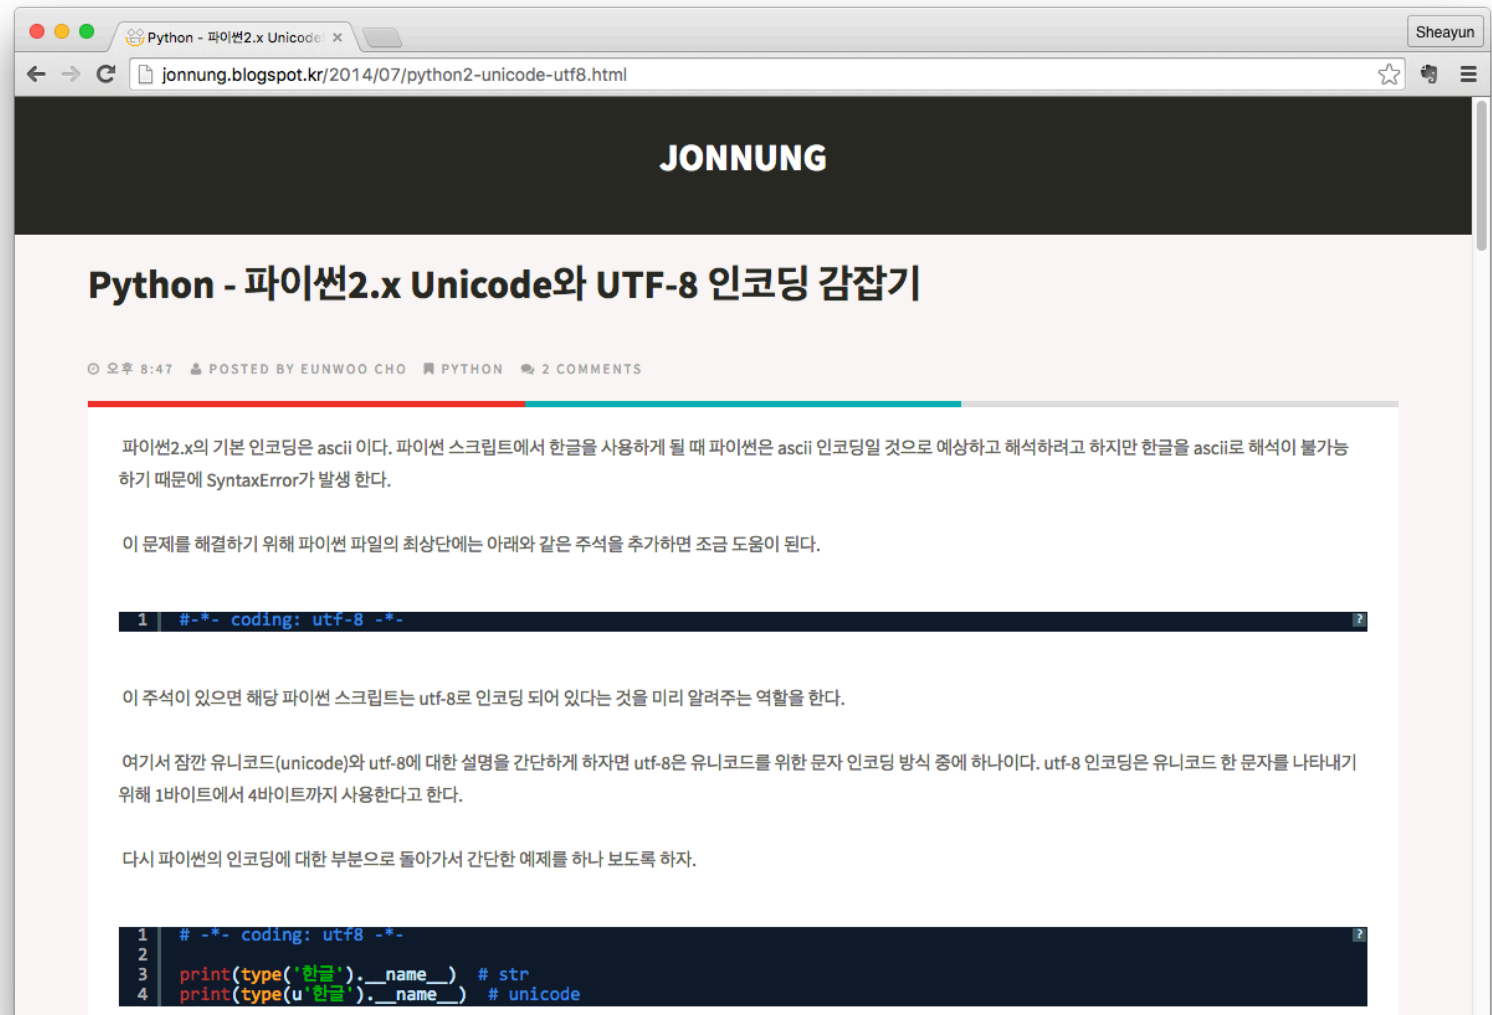 Python - 파이썬2.x Unicode
Sheayun
jonnung.blogspot.kr/2014/07/python2-unicode-utf8.html
JONNUNG
Python - 파이썬2.x Unicode와 UTF-8 인코딩 감잡기
오후 8:47 POSTED BY EUNWOO CHO PYTHON 2 COMMENTS
파이썬2.x의 기본 인코딩은 ascii 이다. 파이썬 스크립트에서 한글을 사용하게 될 때 파이썬은 ascii 인코딩일 것으로 예상하고 해석하려고 하지만 한글을 ascii로 해석이 불가능
하기 때문에 SyntaxError가 발생 한다.
이 문제를 해결하기 위해 파이썬 파일의 최상단에는 아래와 같은 주석을 추가하면 조금 도움이 된다.
1 #-*- coding: utf-8 -*- ?
이 주석이 있으면 해당 파이썬 스크립트는 utf-8로 인코딩 되어 있다는 것을 미리 알려주는 역할을 한다.
여기서 잠깐 유니코드(unicode)와 utf-8에 대한 설명을 간단하게 하자면 utf-8은 유니코드를 위한 문자 인코딩 방식 중에 하나이다. utf-8 인코딩은 유니코드 한 문자를 나타내기
위해 1바이트에서 4바이트까지 사용한다고 한다.
다시 파이썬의 인코딩에 대한 부분으로 돌아가서 간단한 예제를 하나 보도록 하자.
1 # -*- coding: utf8 -*- ?
2
3 print(type('한글').__name__) # str
4 print(type(u'한글').__name__) # unicode